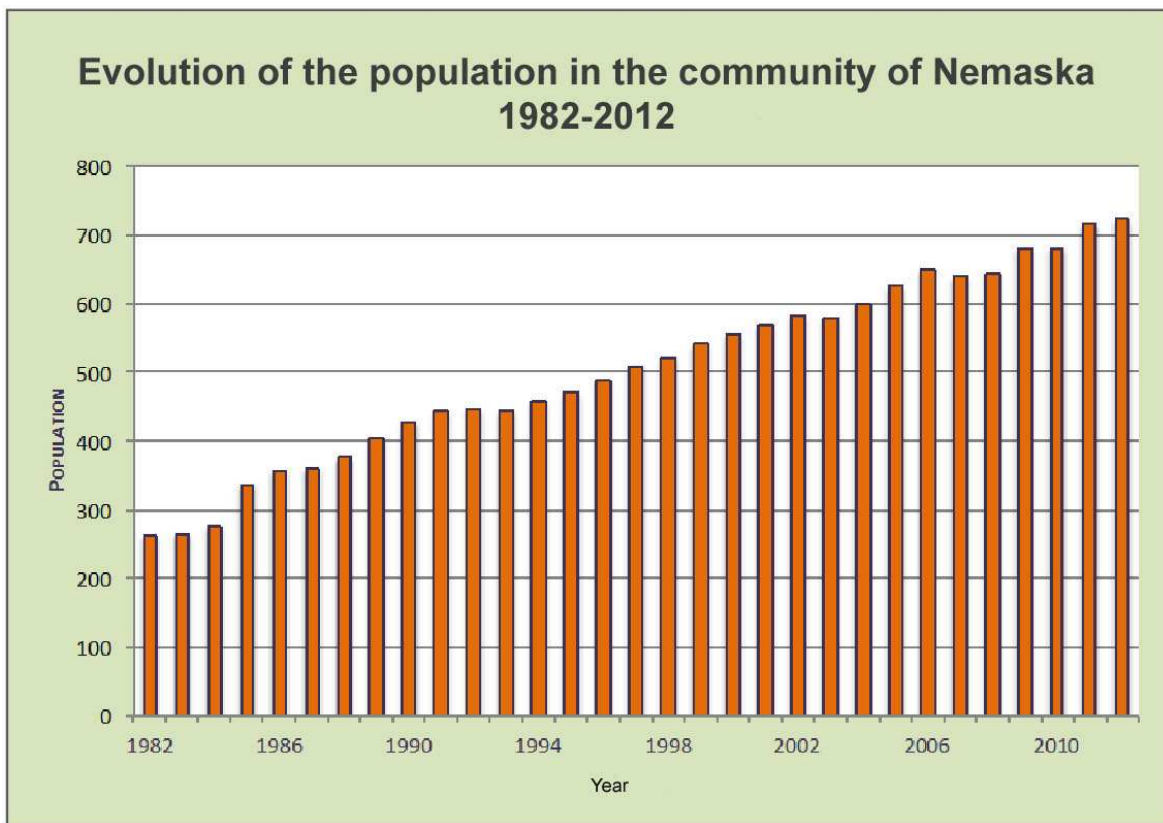 Evolution of the population in the community of Nemaska
1982-2012
800
700
600
500
400
300
200
100
0
POPULATION
1982 1986 1990 1994 1998 2002 2006 2010
Year